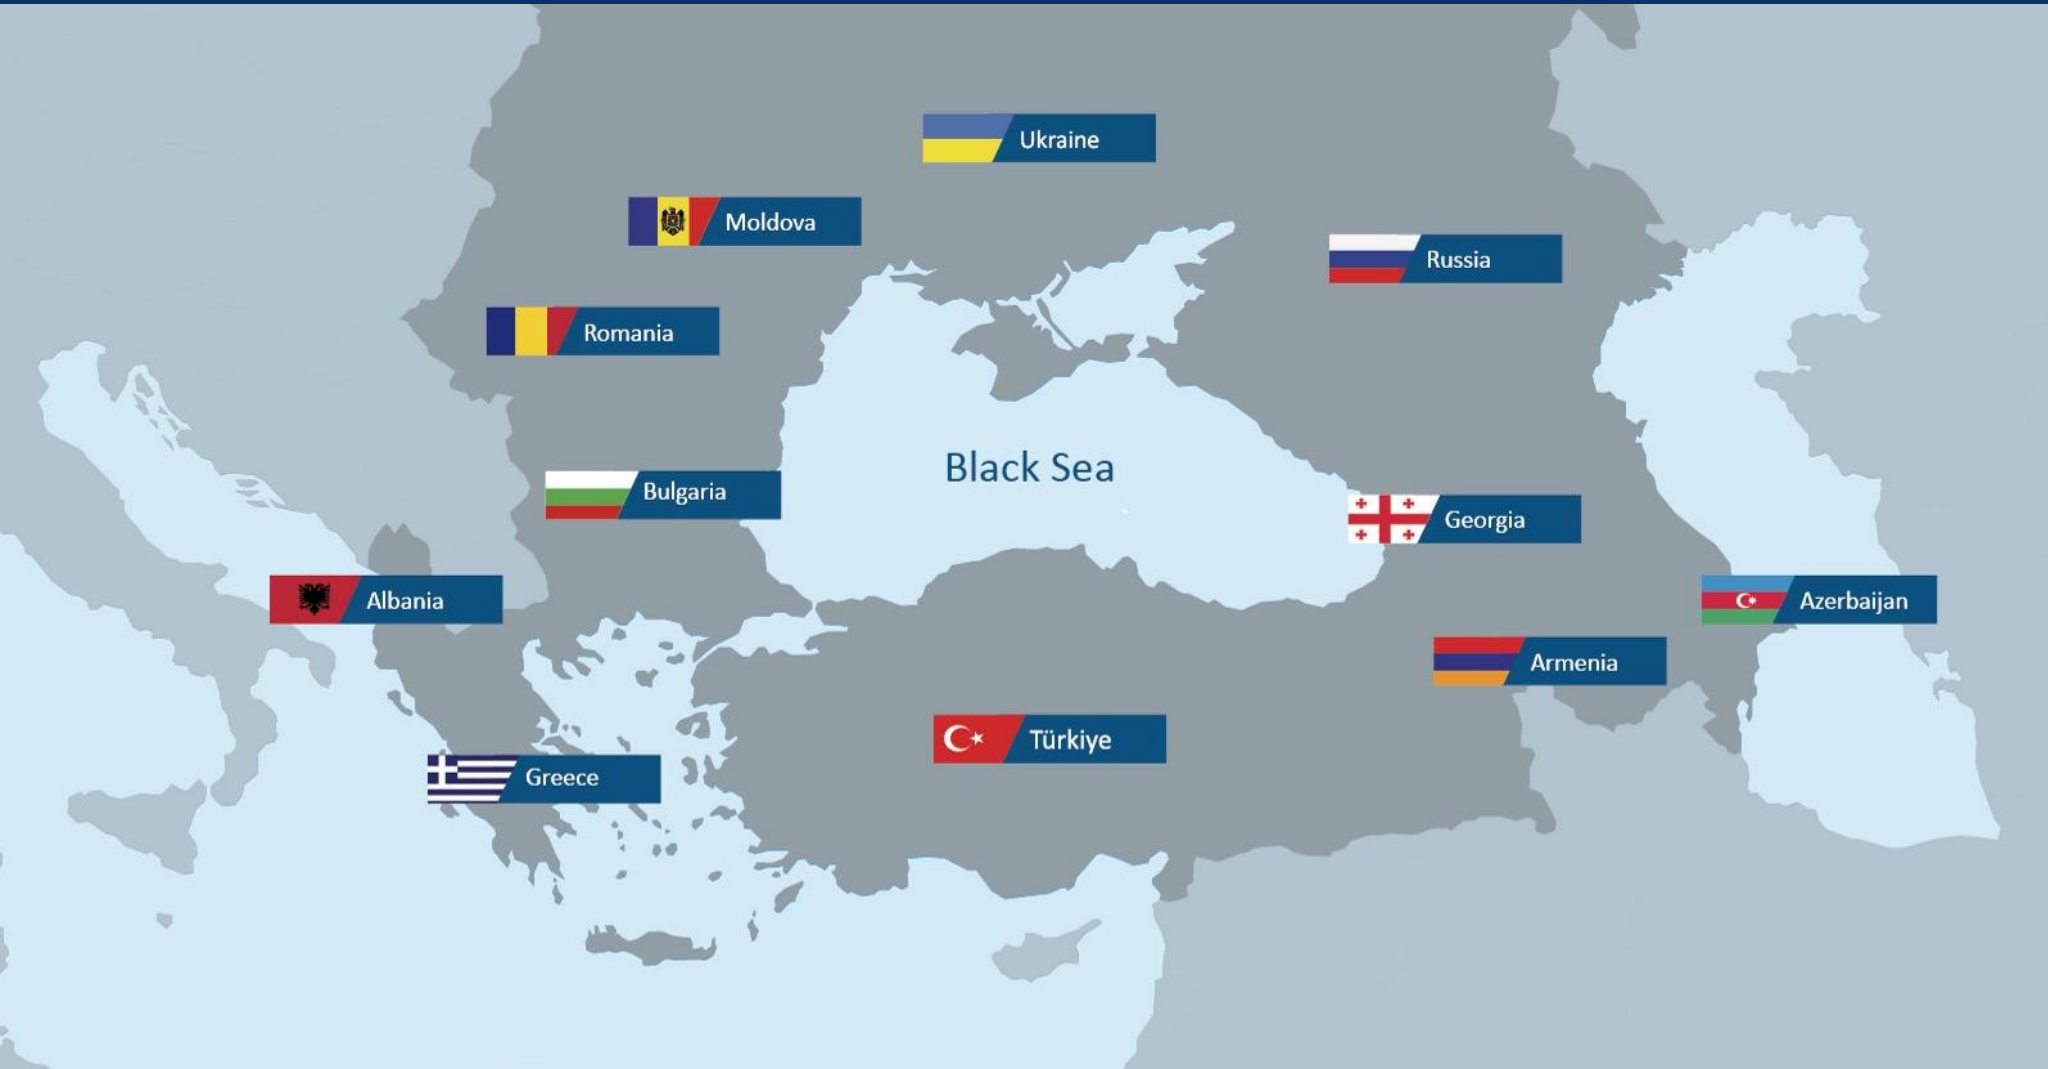 Ukraine
Moldova
Russia
Romania
Black Sea
Bulgaria
Georgia
Albania
Azerbaijan
Armenia
Türkiye
Greece